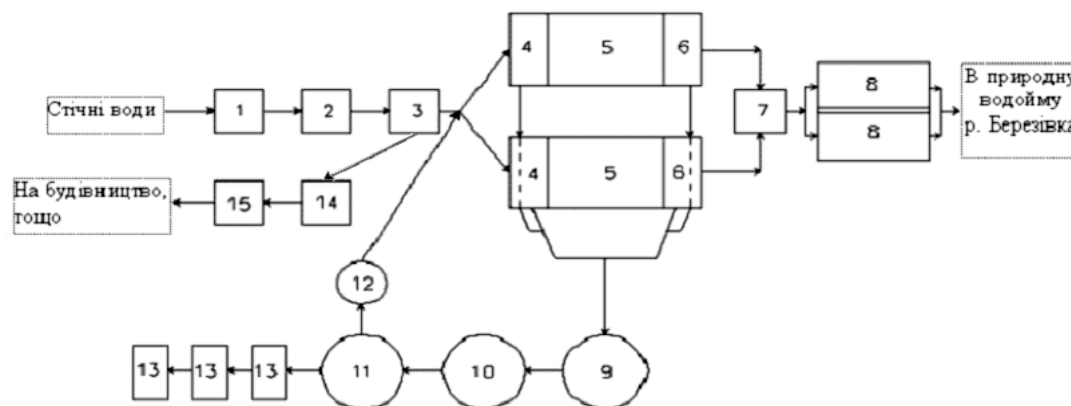 4 5 6
В природну
водойму
р. Березівка
8
Стічні води 1 2 3
7
8
4 5 6
На будівництво,
тощо
15 14
12
13 13 13 11 10 9